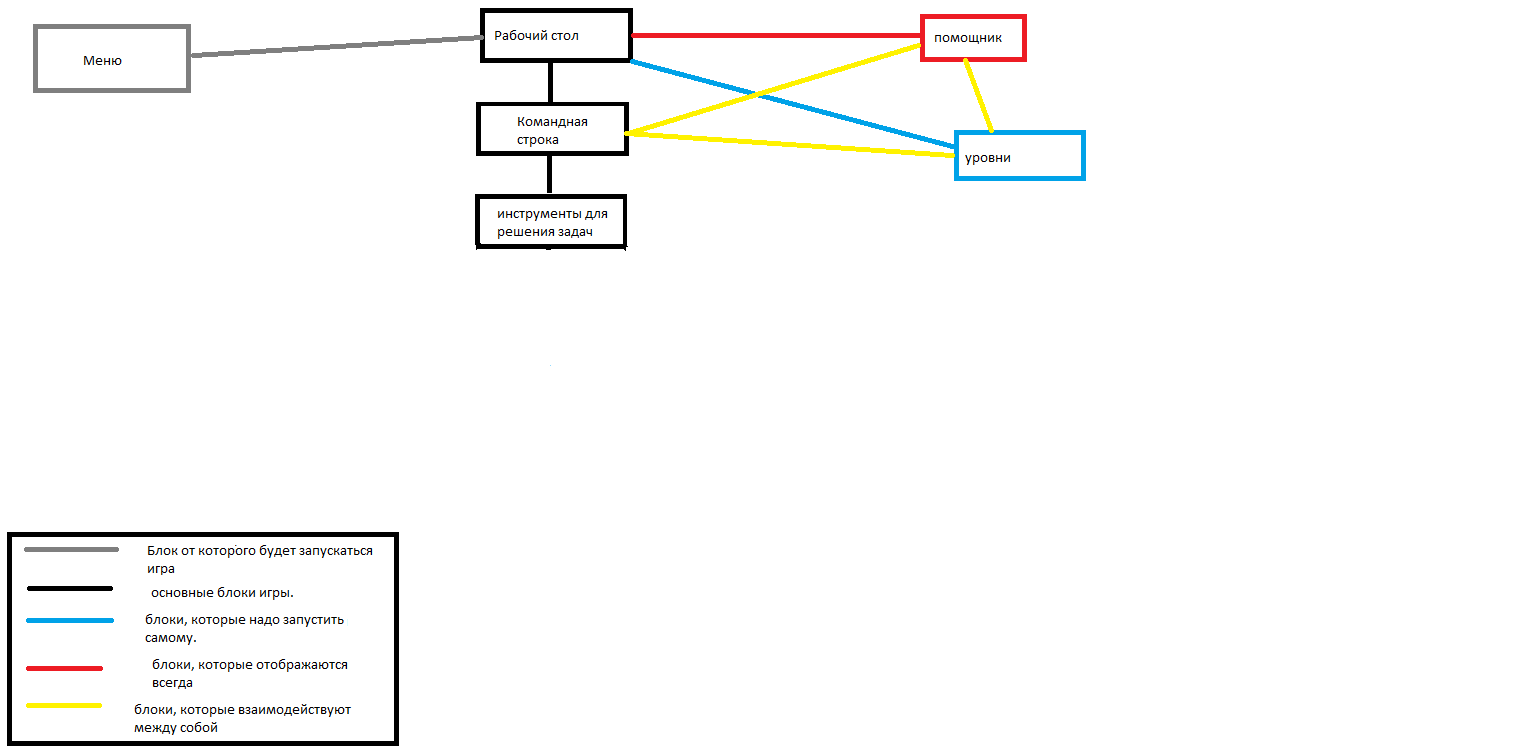 Меню
Рабочий стол
помощник
Командная
строка
уровни
инструменты для
решения задач
Блок от которого будет запускаться
игра
основные блоки игры.
блоки, которые надо запустить
самому.
блоки, которые отображаются
всегда
блоки, которые взаимодействуют
между собой